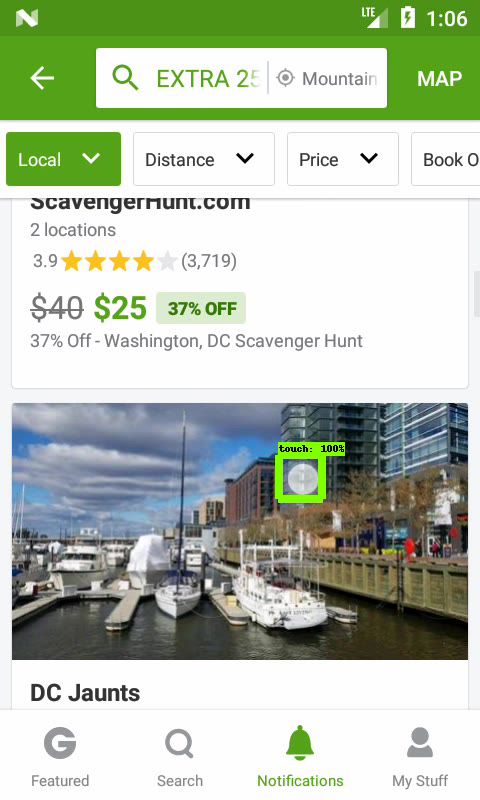 LTE 1:06
EXTRA 25 Mountain MAP
Local Distance Price Book O
ScavengerHunt.com
2 locations
3.9 (3,719)
$40 $25 37% OFF
37% Off - Washington, DC Scavenger Hunt
touch: 100%
DC Jaunts
Featured Search Notifications My Stuff